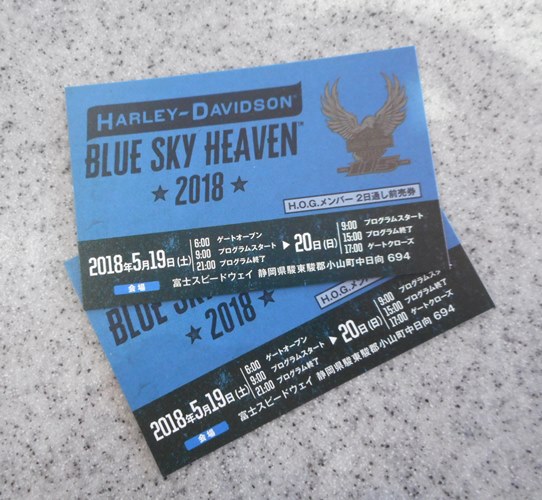 HARLEY-DAVIDSON
BLUE SKY HEAVEN™
★ 2018 ★
H.O.G.メンバー 2日通し前売券
2018年5月19日(土) 6:00 ゲートオープン 9:00 プログラムスタート 21:00 プログラム終了 ▶ 20日(日) 9:00 プログラムスタート 15:00 プログラム終了 17:00 ゲートクローズ
会場 富士スピードウェイ 静岡県駿東郡小山町中日向 694
BLUE SKY
★ 2018 ★
H.O.G.メン
2018年5月19日(土) 6:00 ゲートオープン 9:00 プログラムスタート 21:00 プログラム終了 ▶ 20日(日) 9:00 プログラムス 15:00 プログラム終了 17:00 ゲートクローズ
会場 富士スピードウェイ 静岡県駿東郡小山町中日向 694